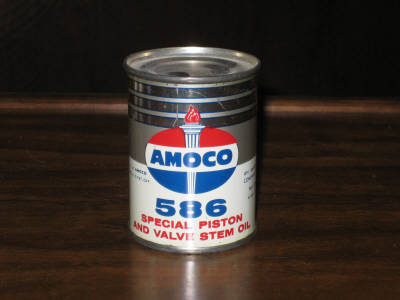 AMOCO
586
SPECIAL PISTON
AND VALVE STEM OIL